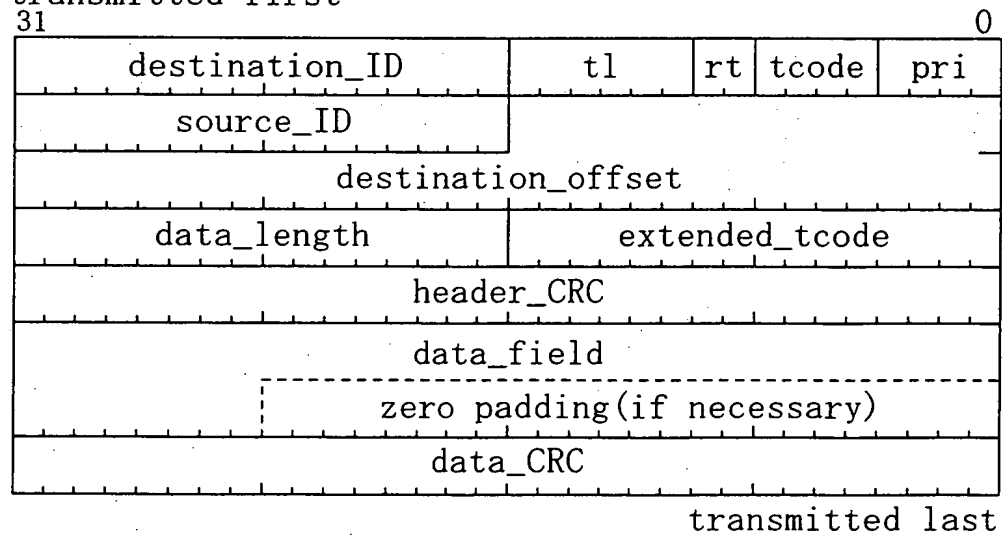 transmitted first
31 0
destination_ID tl rt tcode pri
source_ID
destination_offset
data_length extended_tcode
header_CRC
data_field
zero padding(if necessary)
data_CRC
transmitted last